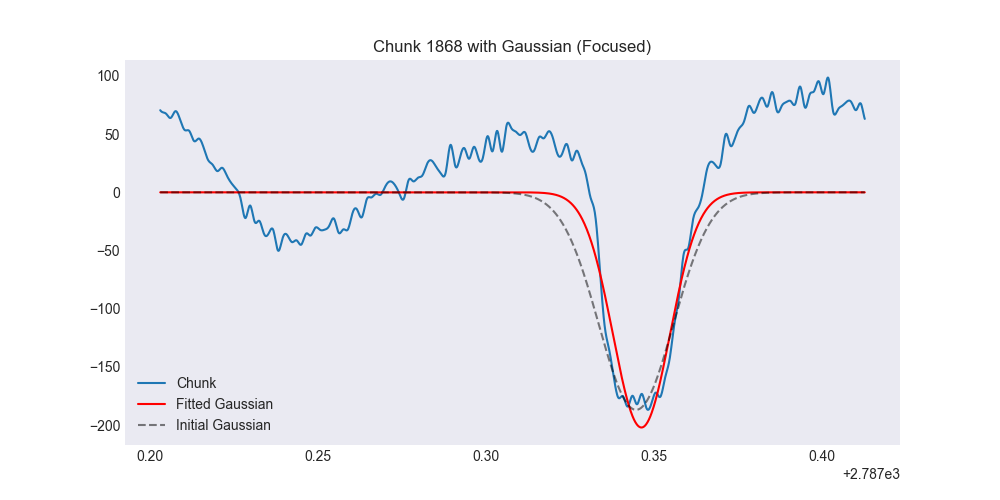 Chunk 1868 with Gaussian (Focused)
100
50
0
−50
−100
−150
−200
Chunk
Fitted Gaussian
Initial Gaussian
0.20 0.25 0.30 0.35 0.40
+2.787e3